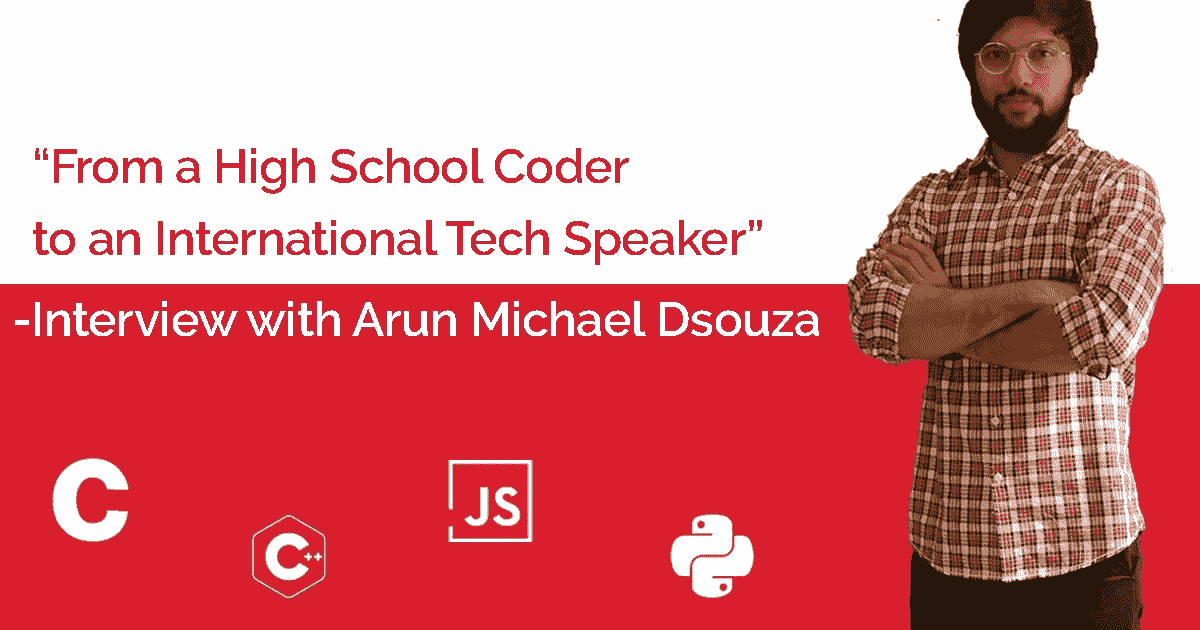 “From a High School Coder
to an International Tech Speaker”
-Interview with Arun Michael Dsouza
C
C++
JS